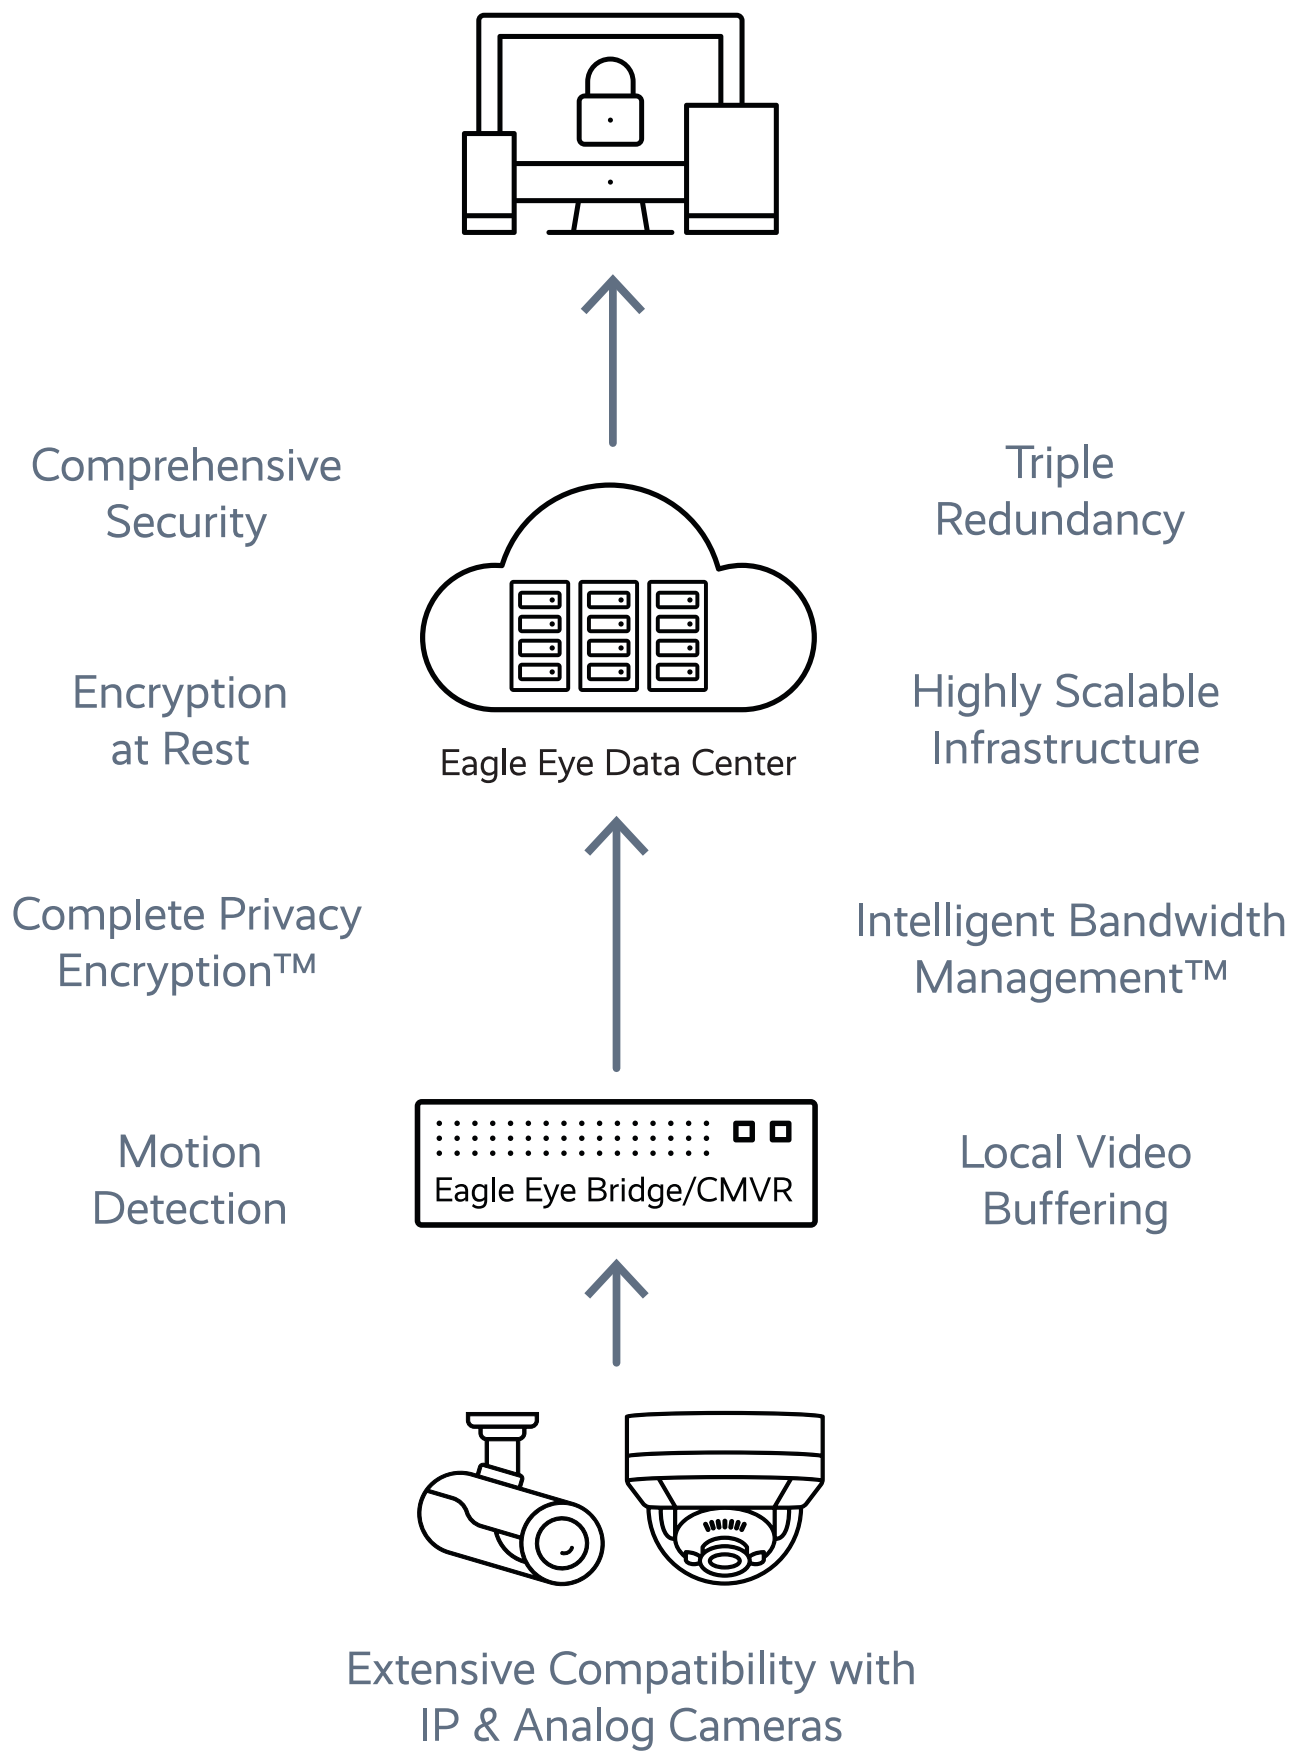 Comprehensive
Security
Triple
Redundancy
Encryption
at Rest
Highly Scalable
Infrastructure
Eagle Eye Data Center
Complete Privacy
Encryption™
Intelligent Bandwidth
Management™
Motion
Detection
Eagle Eye Bridge/CMVR
Local Video
Buffering
Extensive Compatibility with
IP & Analog Cameras